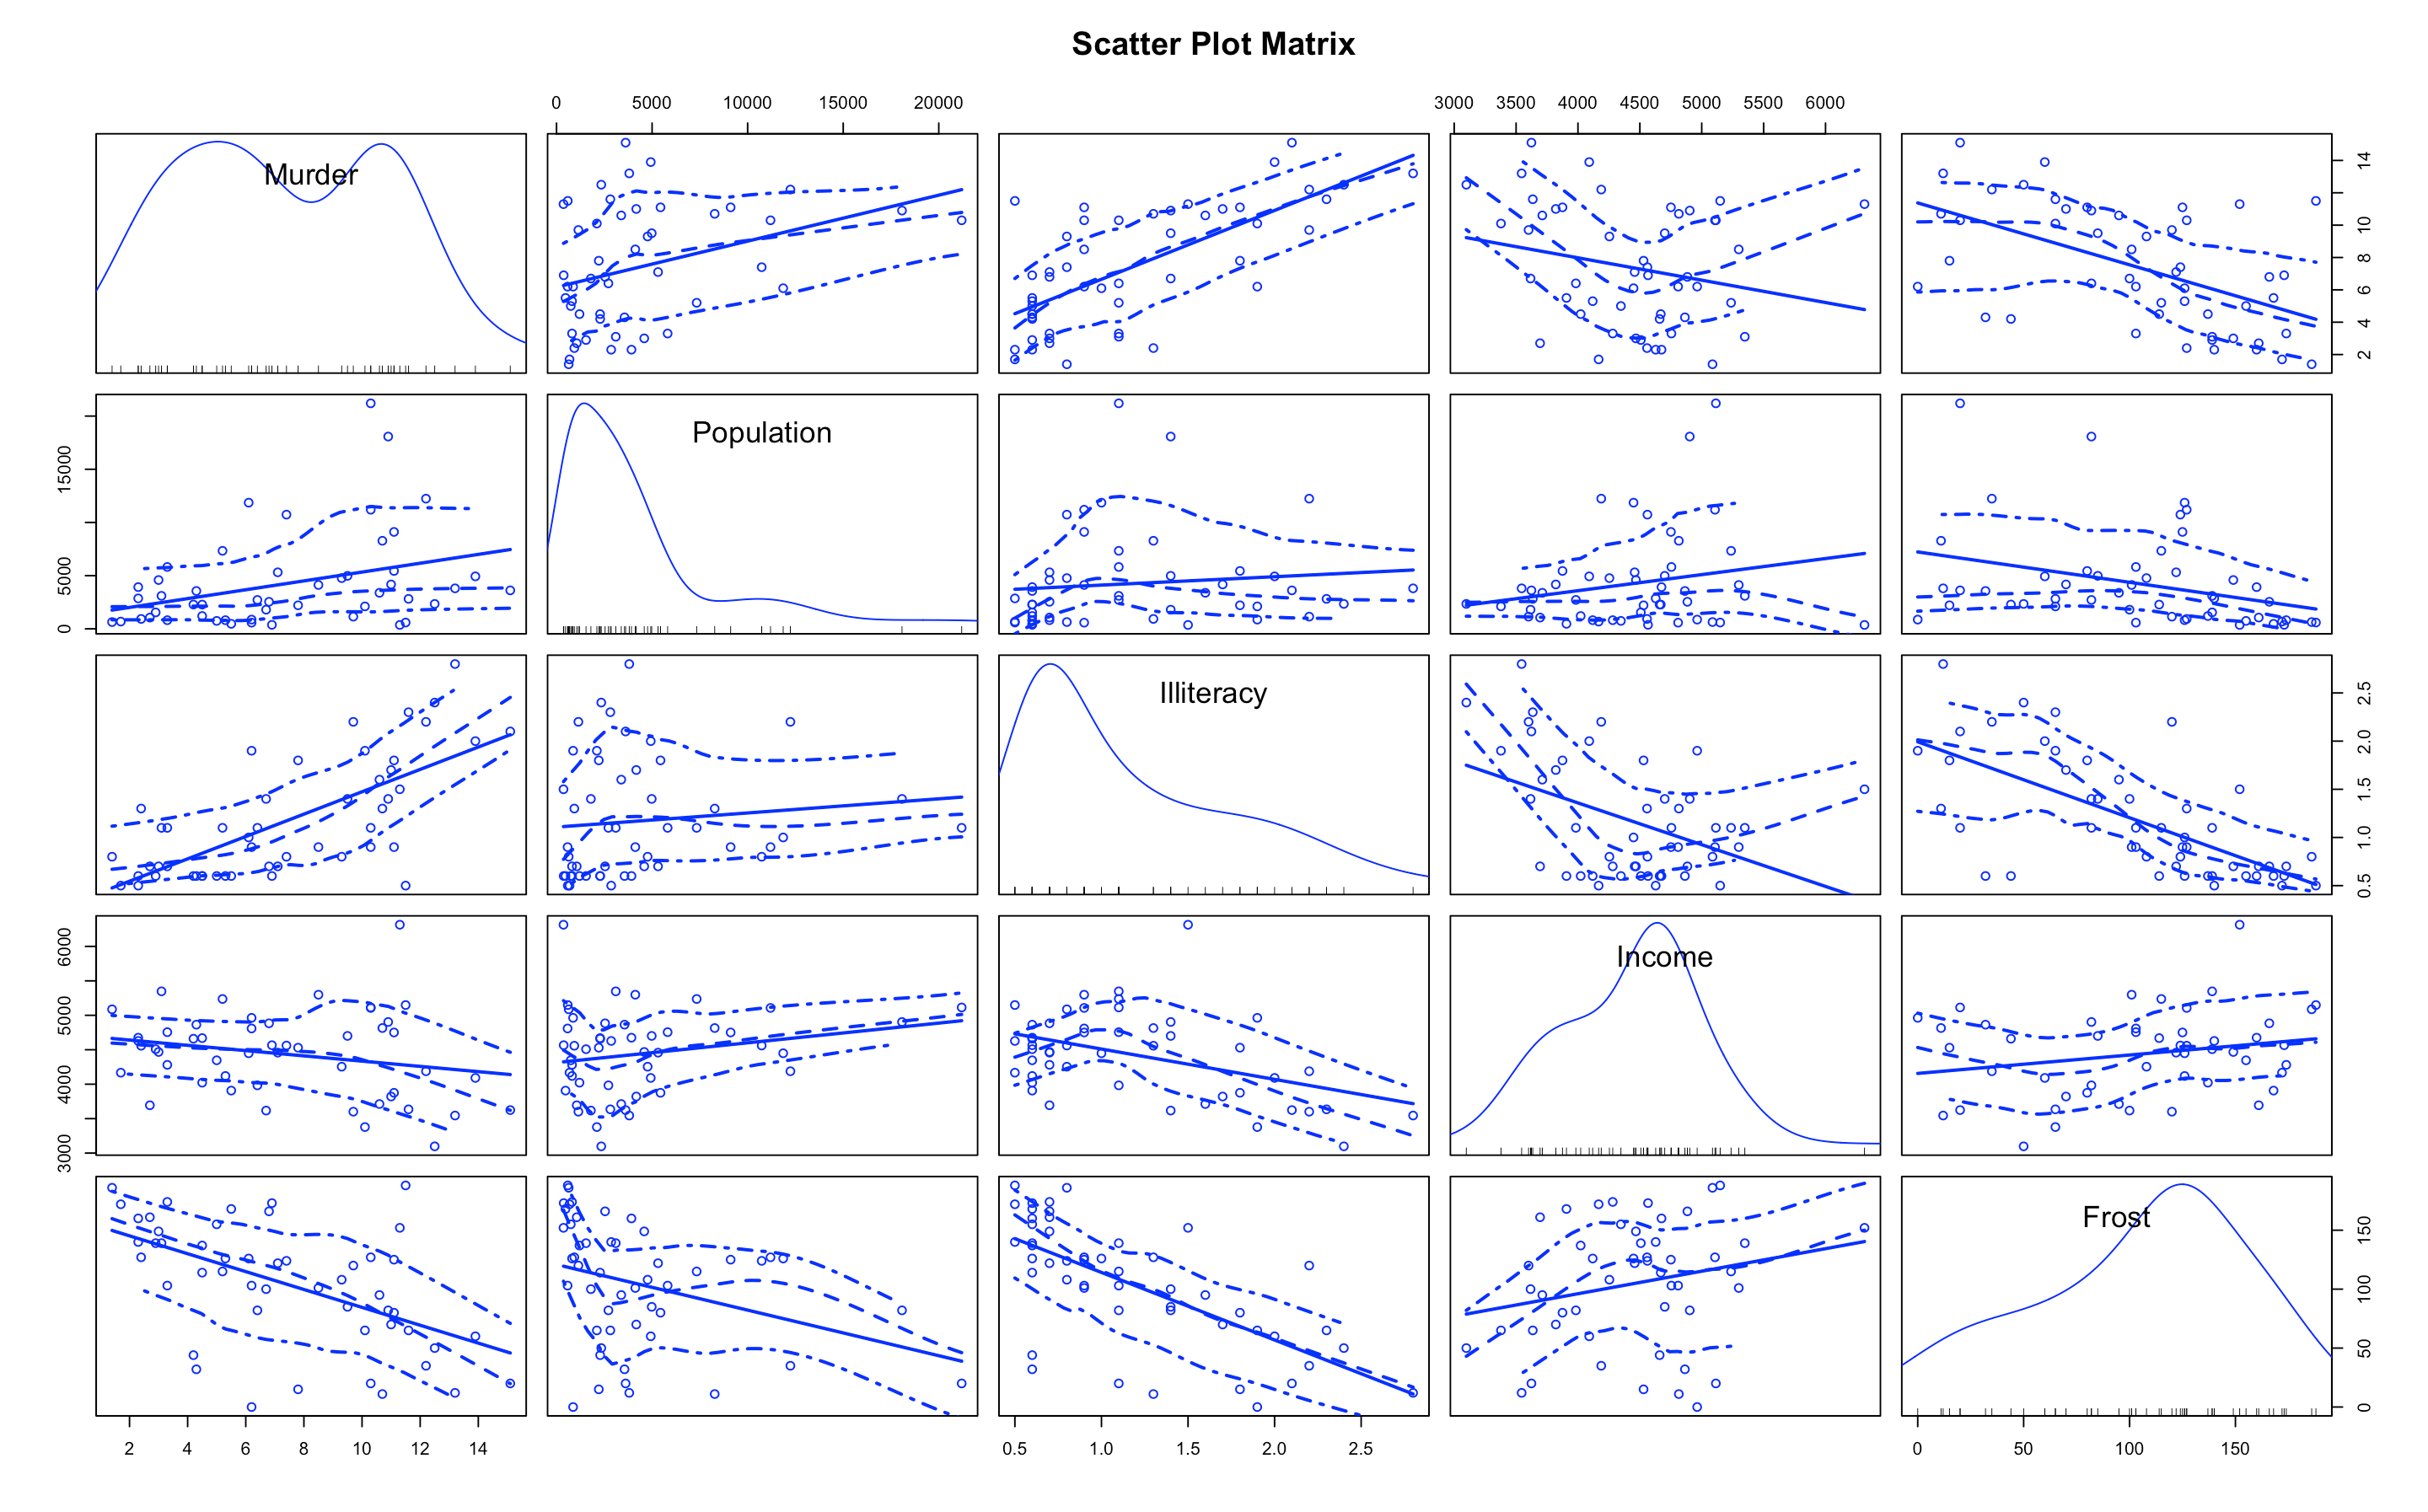 Scatter Plot Matrix
0 5000 10000 15000 20000
3000 3500 4000 4500 5000 5500 6000
Murder
2 4 6 8 10 14
Population
0 5000 15000
Illiteracy
0.5 1.0 1.5 2.0 2.5
Income
3000 4000 5000 6000
Frost
0 50 100 150
2 4 6 8 10 12 14
0.5 1.0 1.5 2.0 2.5
0 50 100 150